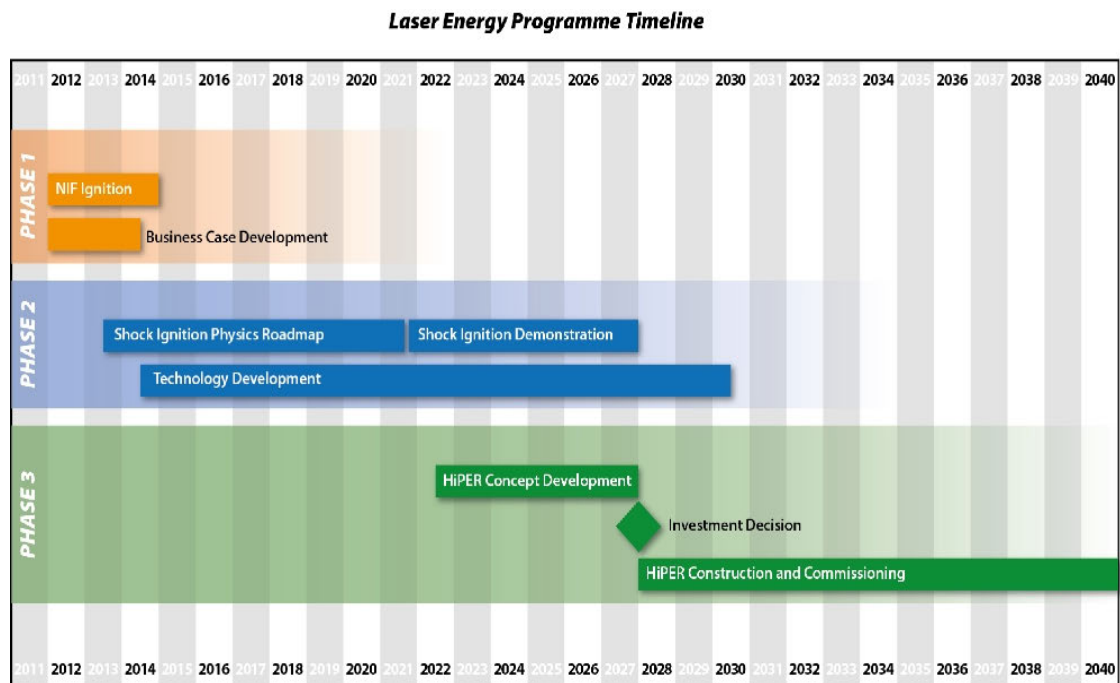 Laser Energy Programme Timeline
2011 2012 2013 2014 2015 2016 2017 2018 2019 2020 2021 2022 2023 2024 2025 2026 2027 2028 2029 2030 2031 2032 2033 2034 2035 2036 2037 2038 2039 2040
PHASE 1
NIF Ignition
Business Case Development
PHASE 2
Shock Ignition Physics Roadmap
Shock Ignition Demonstration
Technology Development
PHASE 3
HiPER Concept Development
Investment Decision
HiPER Construction and Commissioning
2011 2012 2013 2014 2015 2016 2017 2018 2019 2020 2021 2022 2023 2024 2025 2026 2027 2028 2029 2030 2031 2032 2033 2034 2035 2036 2037 2038 2039 2040